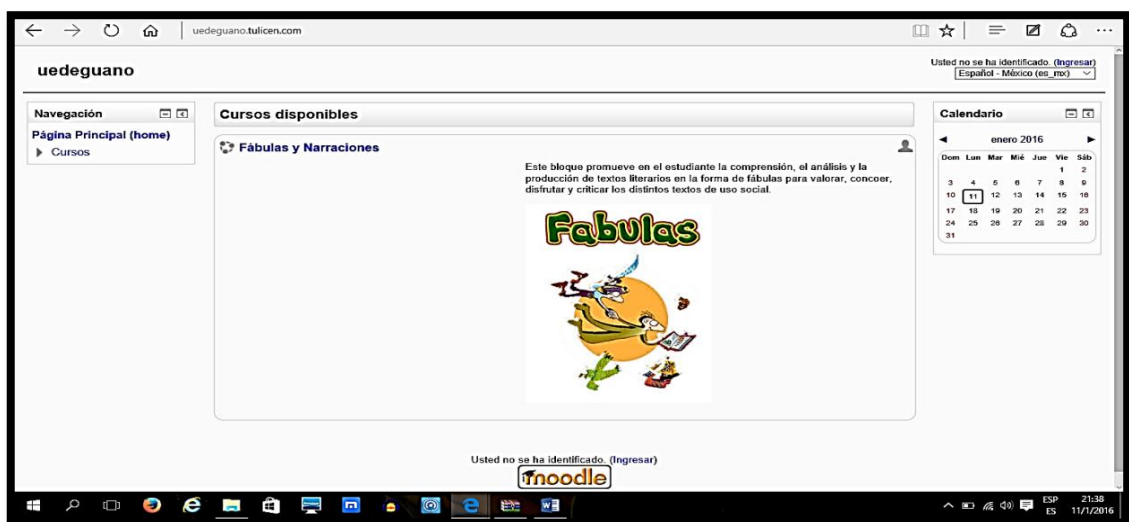 uedeguano.tulicen.com
uedeguano
Usted no se ha identificado. (Ingresar)
Español - México (es_mx)
Navegación
Página Principal (home)
Cursos
Cursos disponibles
Fábulas y Narraciones
Este bloque promueve en el estudiante la comprensión, el análisis y la
producción de textos literarios en la forma de fábulas para valorar, concoer,
disfrutar y criticar los distintos textos de uso social.
Fabulas
Calendario
enero 2016
Dom Lun Mar Mié Jue Vie Sáb
1 2
3 4 5 6 7 8 9
10 11 12 13 14 15 16
17 18 19 20 21 22 23
24 25 26 27 28 29 30
31
Usted no se ha identificado. (Ingresar)
moodle
ESP
ES
21:38
11/1/2016